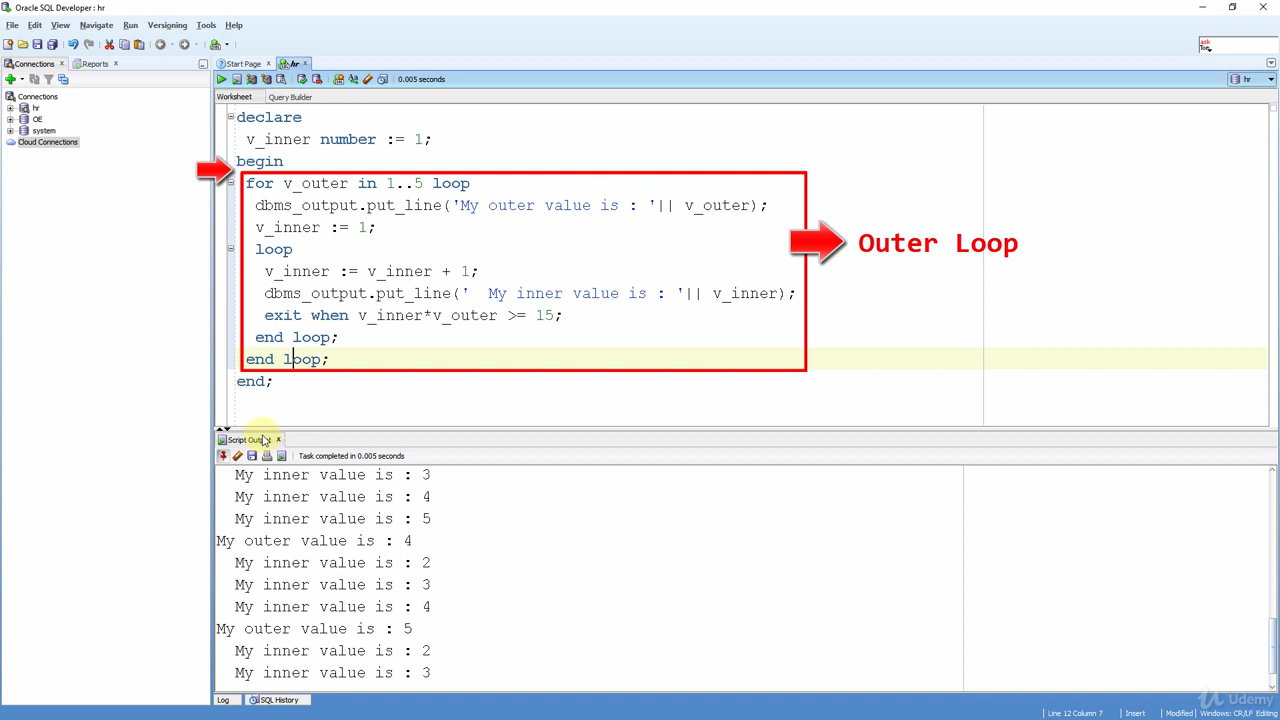 Oracle SQL Developer : hr
File Edit View Navigate Run Versioning Tools Help
Connections x Reports x
Start Page x hr x
0.005 seconds
hr
Worksheet Query Builder
Connections
hr
OE
system
Cloud Connections
declare
v_inner number := 1;
begin
for v_outer in 1..5 loop
dbms_output.put_line('My outer value is : '|| v_outer);
v_inner := 1;
loop
v_inner := v_inner + 1;
dbms_output.put_line('  My inner value is : '|| v_inner);
exit when v_inner*v_outer >= 15;
end loop;
end loop;
end;
Outer Loop
Script Output x
Task completed in 0.005 seconds
My inner value is : 3
My inner value is : 4
My inner value is : 5
My outer value is : 4
My inner value is : 2
My inner value is : 3
My inner value is : 4
My outer value is : 5
My inner value is : 2
My inner value is : 3
Log SQL History
Udemy
Line 12 Column 7 Insert Modified Windows: CR/LF Editing